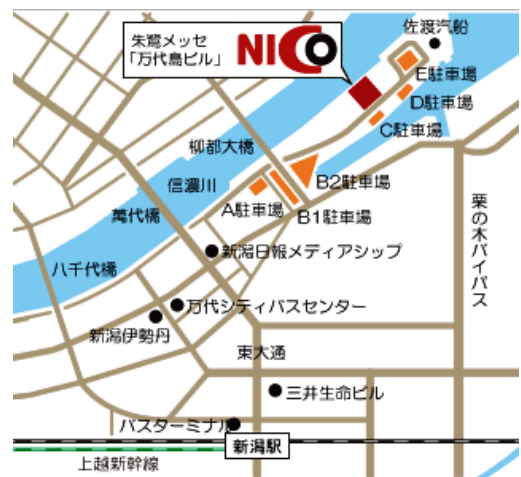 佐渡汽船
朱鷺メッセ
「万代島ビル」
NICO
E駐車場
D駐車場
C駐車場
柳都大橋
信濃川
B2駐車場
A駐車場
B1駐車場
萬代橋
栗の木バイパス
新潟日報メディアシップ
八千代橋
万代シティバスセンター
新潟伊勢丹
東大通
三井生命ビル
バスターミナル
新潟駅
上越新幹線